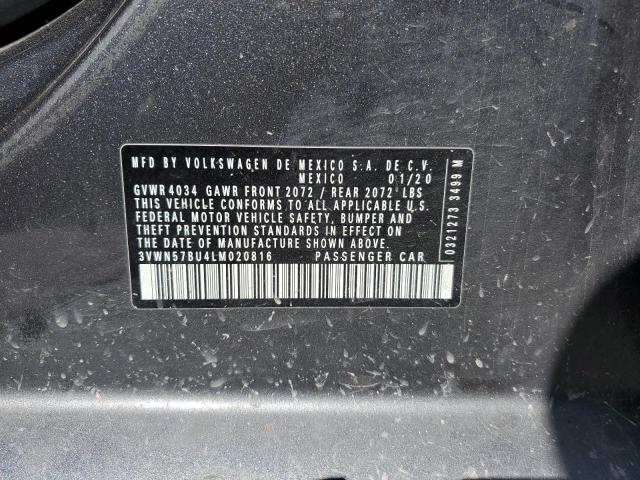 MFD BY VOLKSWAGEN DE MEXICO S.A. DE C.V.
MEXICO 01/20
GVWR 4034 GAWR FRONT 2072 / REAR 2072 LBS
THIS VEHICLE CONFORMS TO ALL APPLICABLE U.S.
FEDERAL MOTOR VEHICLE SAFETY, BUMPER AND
THEFT PREVENTION STANDARDS IN EFFECT ON
THE DATE OF MANUFACTURE SHOWN ABOVE.
3VWN57BU4LM020816 PASSENGER CAR
0321273 3499 M